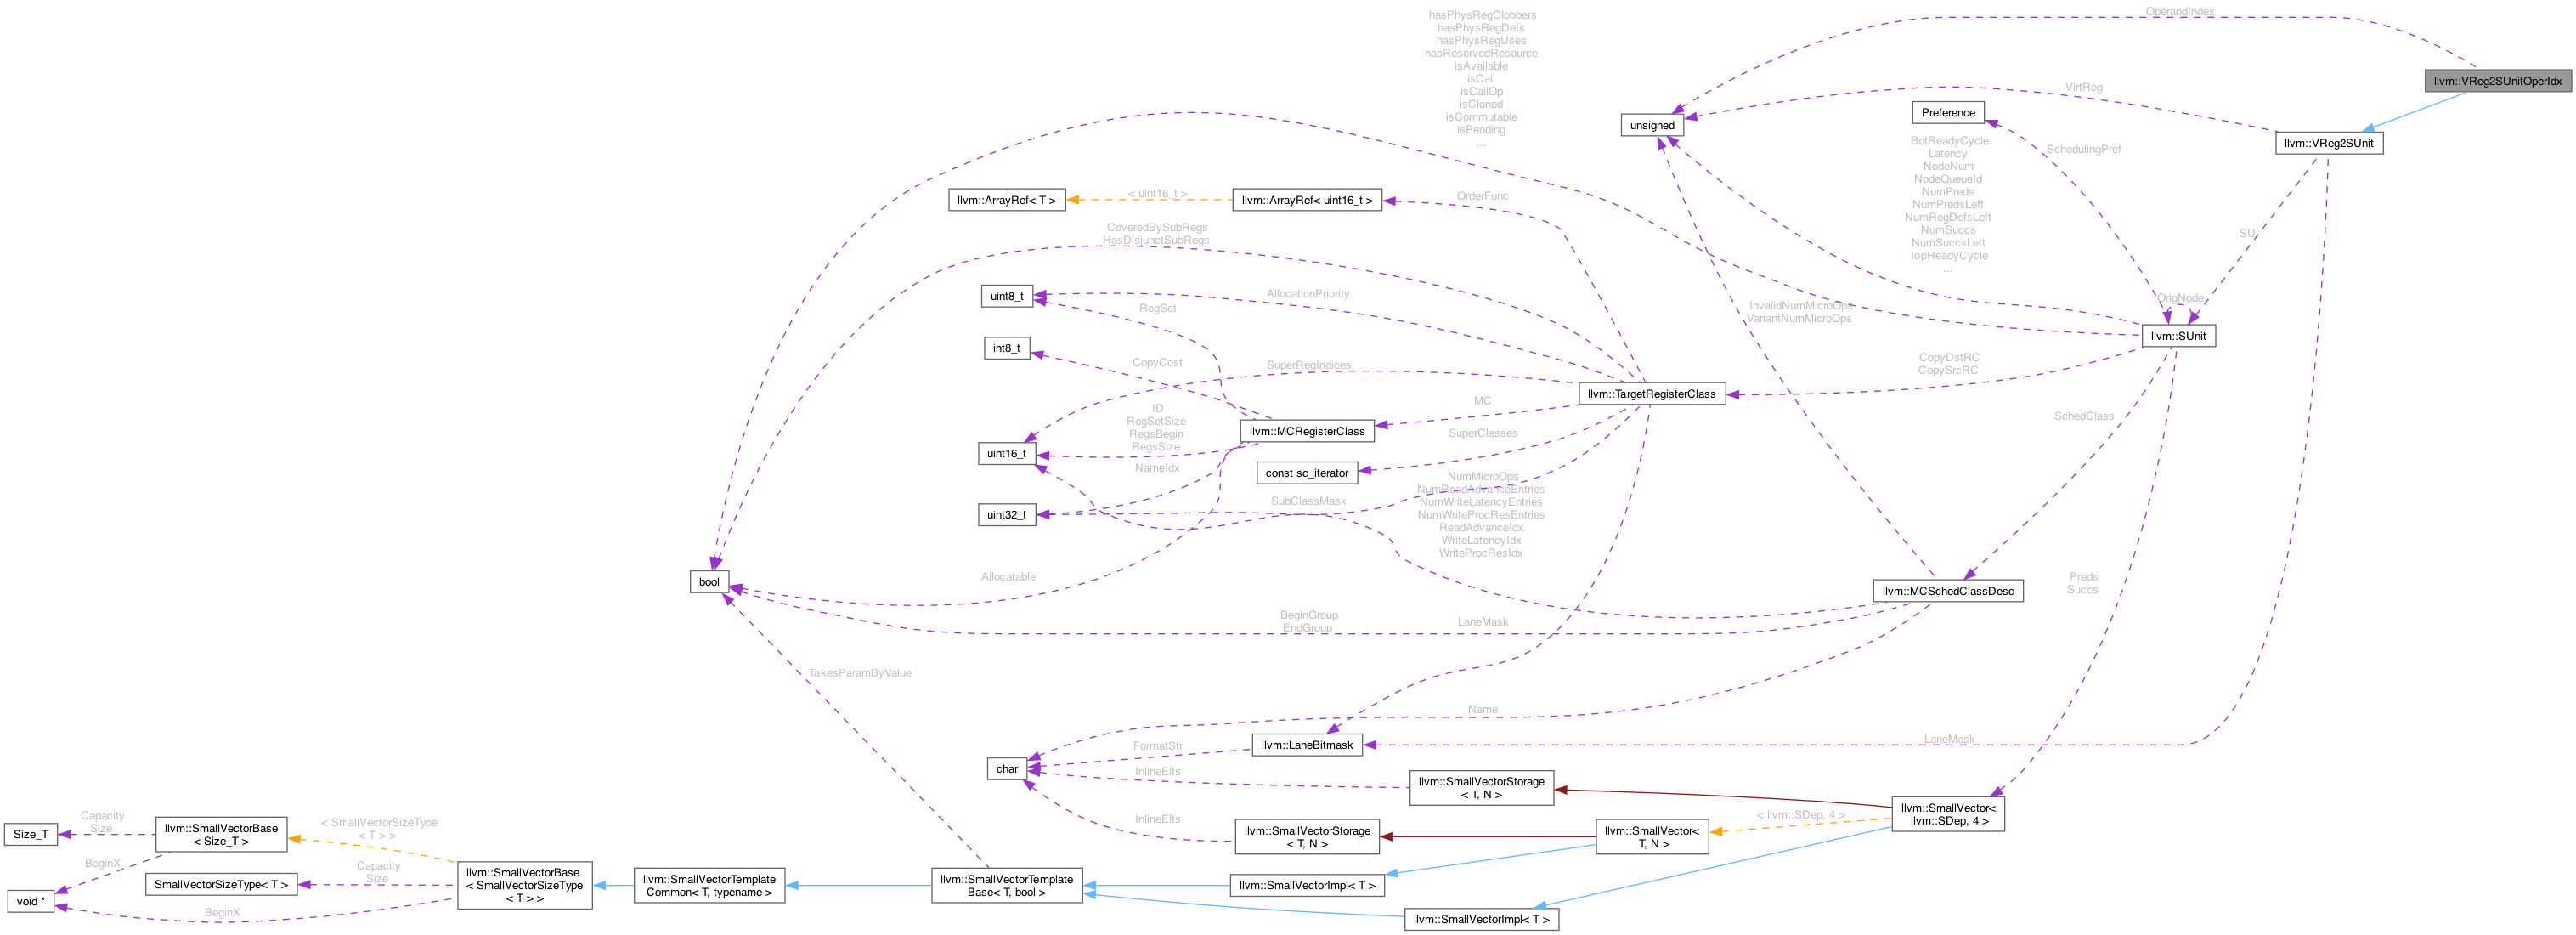 hasPhysRegClobbers
hasPhysRegDefs
hasPhysRegUses
hasReservedResource
isAvailable
isCall
isCallOp
isCloned
isCommutable
isPending
...
OperandIndex
llvm::VReg2SUnitOperIdx
VirtReg
unsigned
Preference
llvm::VReg2SUnit
SchedulingPref
BotReadyCycle
Latency
NodeNum
NodeQueueId
NumPreds
NumPredsLeft
NumRegDefsLeft
NumSuccs
NumSuccsLeft
TopReadyCycle
...
llvm::ArrayRef< T >
< uint16_t >
llvm::ArrayRef< uint16_t >
OrderFunc
CoveredBySubRegs
HasDisjunctSubRegs
SU
uint8_t
AllocationPriority
RegSet
InvalidNumMicroOps
VariantNumMicroOps
OrigNode
llvm::SUnit
int8_t
CopyCost
SuperRegIndices
CopyDstRC
CopySrcRC
llvm::TargetRegisterClass
MC
ID
RegSetSize
RegsBegin
RegsSize
llvm::MCRegisterClass
SuperClasses
SchedClass
uint16_t
NameIdx
const sc_iterator
uint32_t
SubClassMask
NumMicroOps
NumReadAdvanceEntries
NumWriteLatencyEntries
NumWriteProcResEntries
ReadAdvanceIdx
WriteLatencyIdx
WriteProcResIdx
bool
Allocatable
Preds
Succs
llvm::MCSchedClassDesc
BeginGroup
EndGroup
LaneMask
TakesParamByValue
Name
LaneMask
FormatStr
llvm::LaneBitmask
char
InlineElts
llvm::SmallVectorStorage
< T, N >
llvm::SmallVector<
llvm::SDep, 4 >
< llvm::SDep, 4 >
InlineElts
llvm::SmallVectorStorage
< T, N >
llvm::SmallVector<
T, N >
Size_T
Capacity
Size
llvm::SmallVectorBase
< Size_T >
< SmallVectorSizeType
< T > >
BeginX
SmallVectorSizeType< T >
Capacity
Size
llvm::SmallVectorBase
< SmallVectorSizeType
< T > >
llvm::SmallVectorTemplate
Common< T, typename >
llvm::SmallVectorTemplate
Base< T, bool >
llvm::SmallVectorImpl< T >
void *
BeginX
llvm::SmallVectorImpl< T >